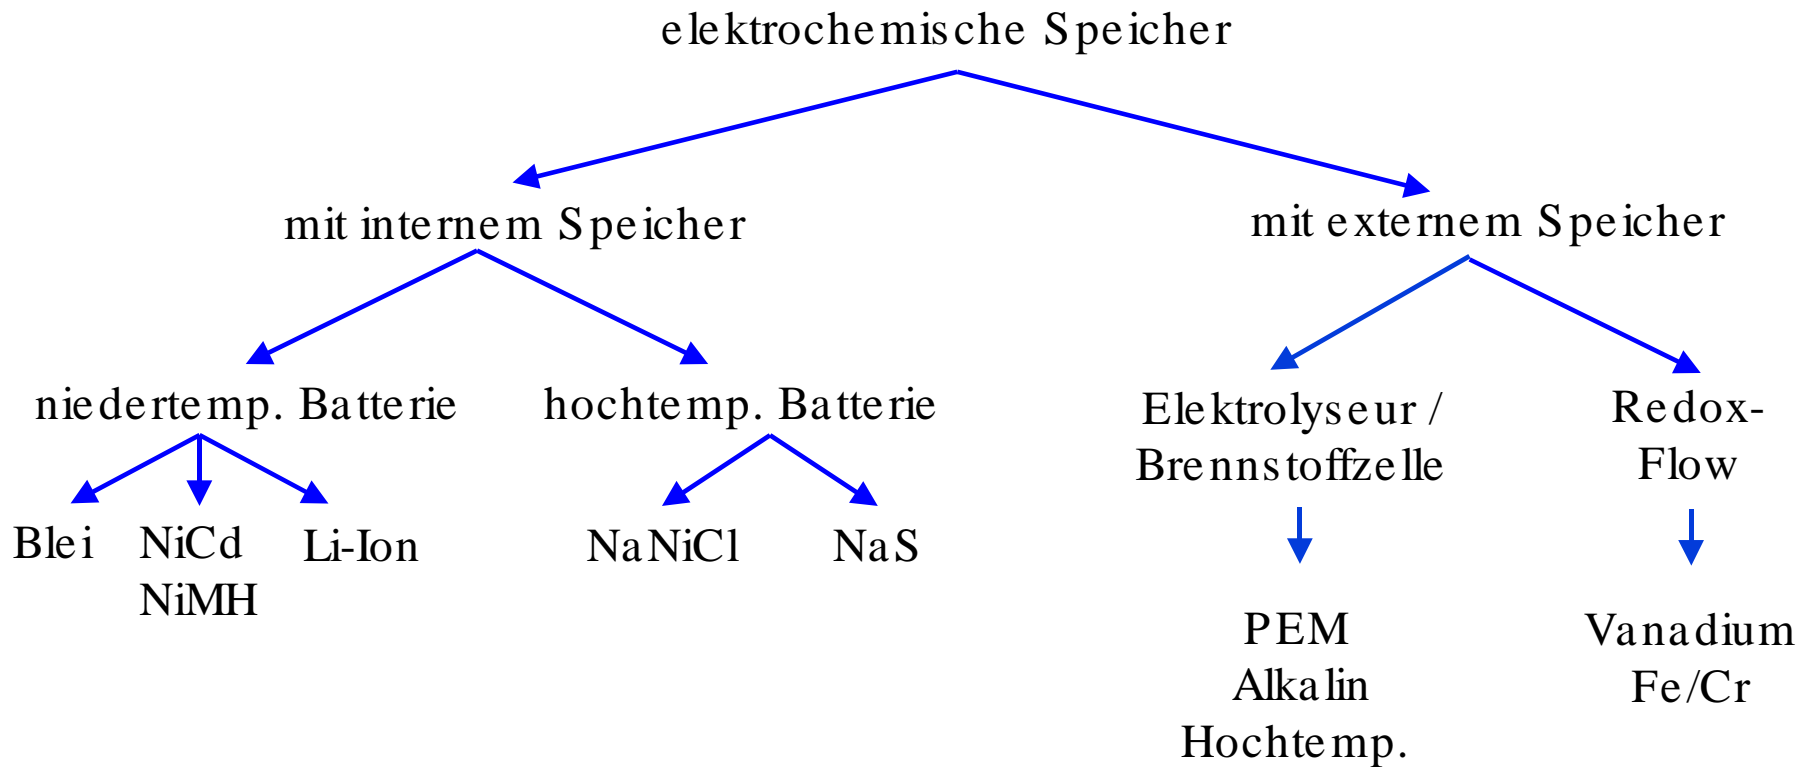 elektrochemische Speicher
mit internem Speicher
mit externem Speicher
niedertemp. Batterie
hochtemp. Batterie
Elektrolyseur /
Brennstoffzelle
Redox-
Flow
Blei
NiCd
NiMH
Li-Ion
NaNiCl
NaS
PEM
Alkalin
Hochtemp.
Vanadium
Fe/Cr